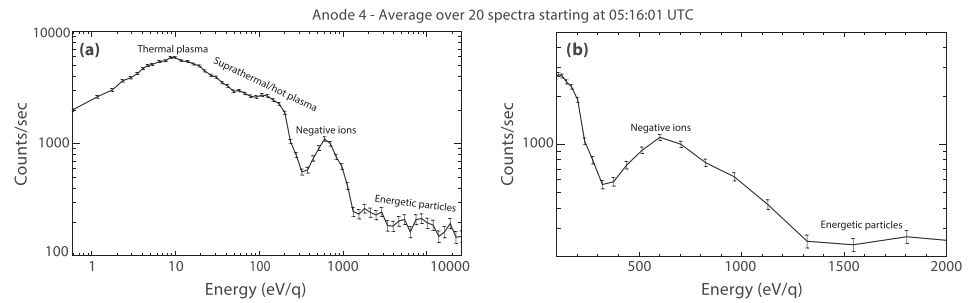 Anode 4 - Average over 20 spectra starting at 05:16:01 UTC
(a)
Thermal plasma
Suprathermal/hot plasma
Negative ions
Energetic particles
10000
1000
100
Counts/sec
1 10 100 1000 10000
Energy (eV/q)
(b)
Negative ions
Energetic particles
1000
Counts/sec
500 1000 1500 2000
Energy (eV/q)